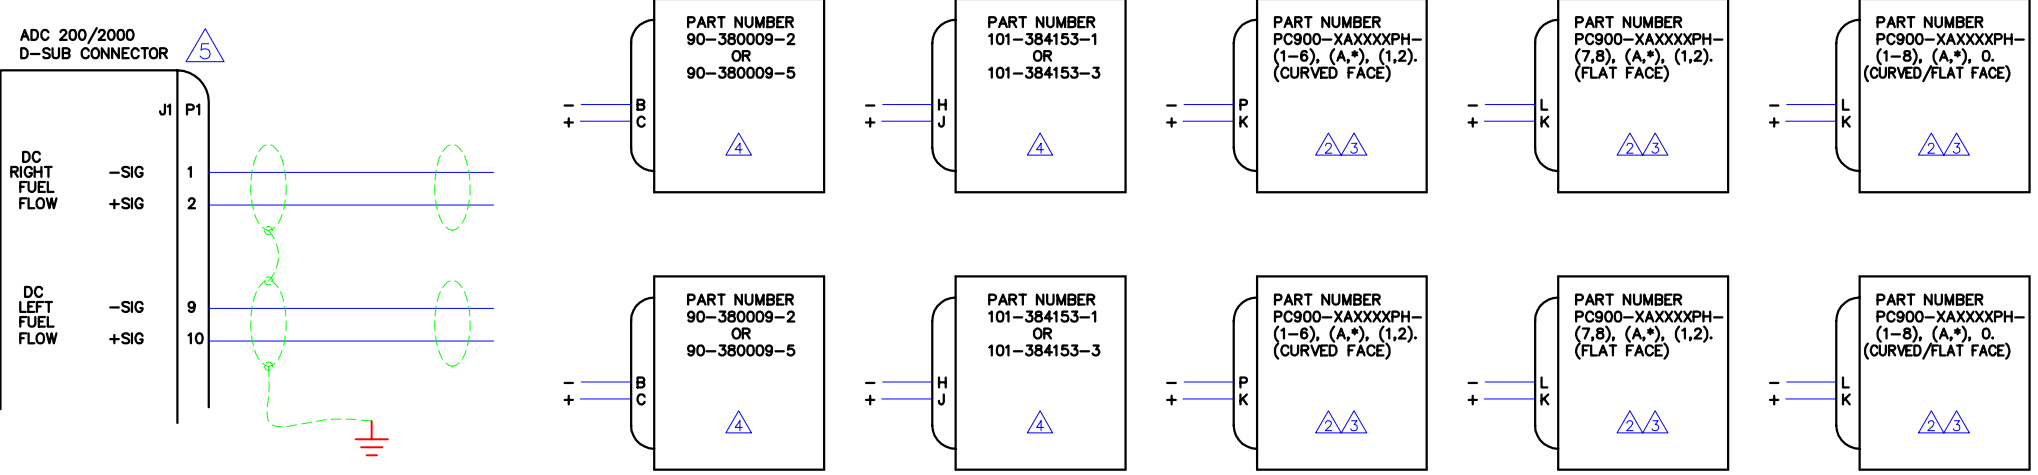 ADC 200/2000
D-SUB CONNECTOR
5
J1 P1
DC
RIGHT
FUEL
FLOW
-SIG 1
+SIG 2
DC
LEFT
FUEL
FLOW
-SIG 9
+SIG 10
PART NUMBER
90-380009-2
OR
90-380009-5
- B
+ C
4
PART NUMBER
101-384153-1
OR
101-384153-3
- H
+ J
4
PART NUMBER
PC900-XAXXXXPH-
(1-6), (A,*), (1,2).
(CURVED FACE)
- P
+ K
2 3
PART NUMBER
PC900-XAXXXXPH-
(7,8), (A,*), (1,2).
(FLAT FACE)
- L
+ K
2 3
PART NUMBER
PC900-XAXXXXPH-
(1-8), (A,*), 0.
(CURVED/FLAT FACE)
- L
+ K
2 3
PART NUMBER
90-380009-2
OR
90-380009-5
- B
+ C
4
PART NUMBER
101-384153-1
OR
101-384153-3
- H
+ J
4
PART NUMBER
PC900-XAXXXXPH-
(1-6), (A,*), (1,2).
(CURVED FACE)
- P
+ K
2 3
PART NUMBER
PC900-XAXXXXPH-
(7,8), (A,*), (1,2).
(FLAT FACE)
- L
+ K
2 3
PART NUMBER
PC900-XAXXXXPH-
(1-8), (A,*), 0.
(CURVED/FLAT FACE)
- L
+ K
2 3